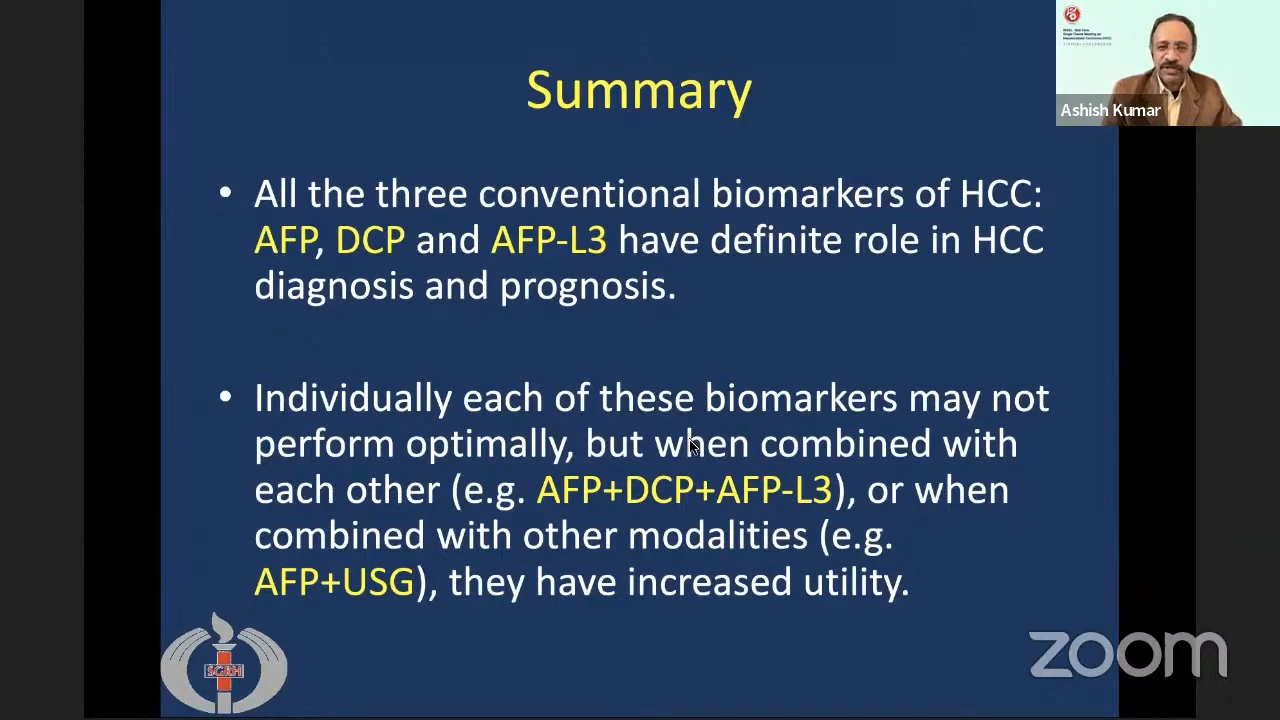 Summary
• All the three conventional biomarkers of HCC:
AFP, DCP and AFP-L3 have definite role in HCC
diagnosis and prognosis.
• Individually each of these biomarkers may not
perform optimally, but when combined with
each other (e.g. AFP+DCP+AFP-L3), or when
combined with other modalities (e.g.
AFP+USG), they have increased utility.
Ashish Kumar
SGRH
zoom